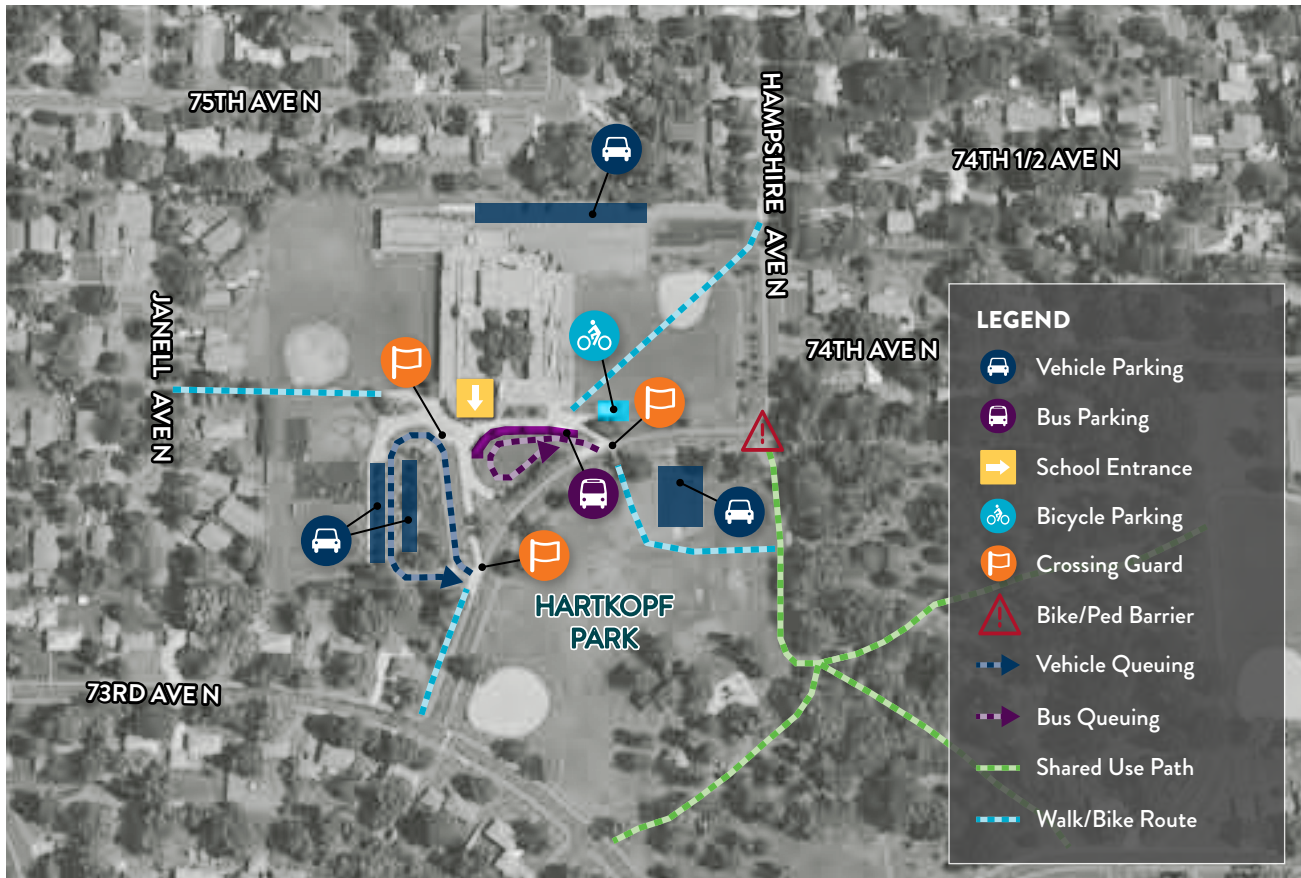 75TH AVE N
HAMPSHIRE AVE N
74TH 1/2 AVE N
JANELL AVE N
74TH AVE N
HARTKOPF
PARK
73RD AVE N
LEGEND
Vehicle Parking
Bus Parking
School Entrance
Bicycle Parking
Crossing Guard
Bike/Ped Barrier
Vehicle Queuing
Bus Queuing
Shared Use Path
Walk/Bike Route